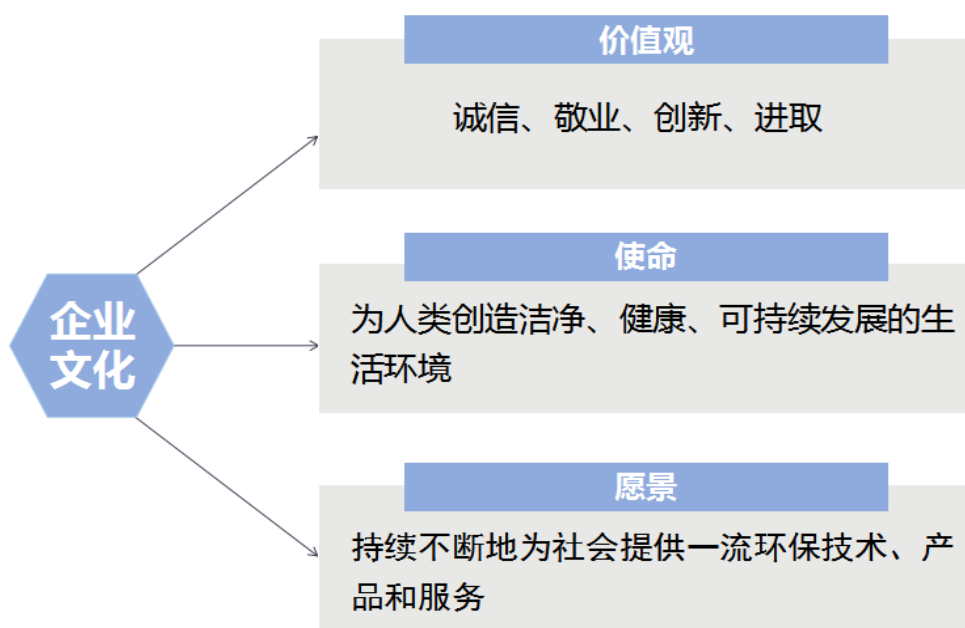 价值观
诚信、敬业、创新、进取
企业
文化
使命
为人类创造洁净、健康、可持续发展的生
活环境
愿景
持续不断地为社会提供一流环保技术、产
品和服务